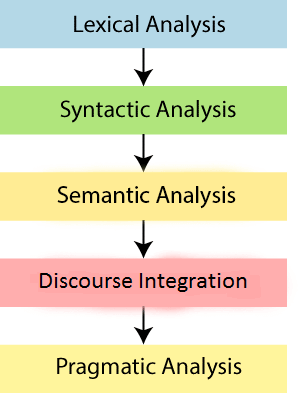 Lexical Analysis
Syntactic Analysis
Semantic Analysis
Discourse Integration
Pragmatic Analysis